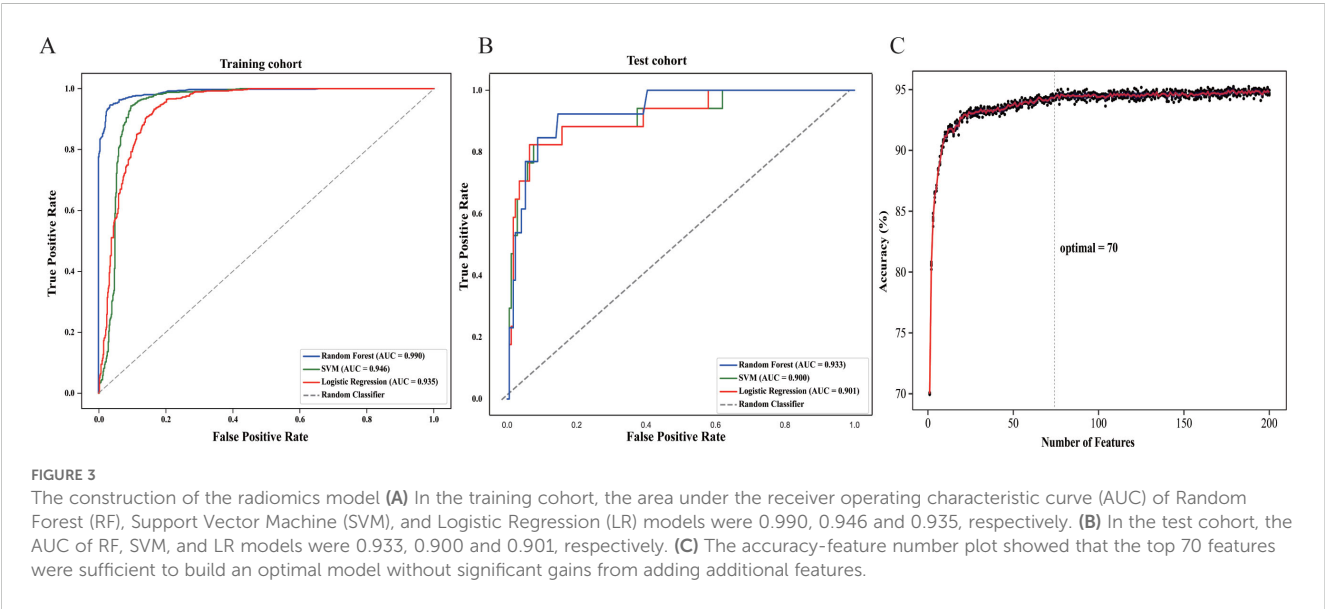 A
Training cohort
True Positive Rate
1.0
0.8
0.6
0.4
0.2
0.0
0.0
0.2
0.4
0.6
0.8
1.0
False Positive Rate
Random Forest (AUC = 0.990)
SVM (AUC = 0.946)
Logistic Regression (AUC = 0.935)
Random Classifier
B
Test cohort
True Positive Rate
1.0
0.8
0.6
0.4
0.2
0.0
0.0
0.2
0.4
0.6
0.8
1.0
False Positive Rate
Random Forest (AUC = 0.933)
SVM (AUC = 0.900)
Logistic Regression (AUC = 0.901)
Random Classifier
C
Accuracy (%)
95
90
85
80
75
70
optimal = 70
0
50
100
150
200
Number of Features
FIGURE 3
The construction of the radiomics model (A) In the training cohort, the area under the receiver operating characteristic curve (AUC) of Random
Forest (RF), Support Vector Machine (SVM), and Logistic Regression (LR) models were 0.990, 0.946 and 0.935, respectively. (B) In the test cohort, the
AUC of RF, SVM, and LR models were 0.933, 0.900 and 0.901, respectively. (C) The accuracy-feature number plot showed that the top 70 features
were sufficient to build an optimal model without significant gains from adding additional features.